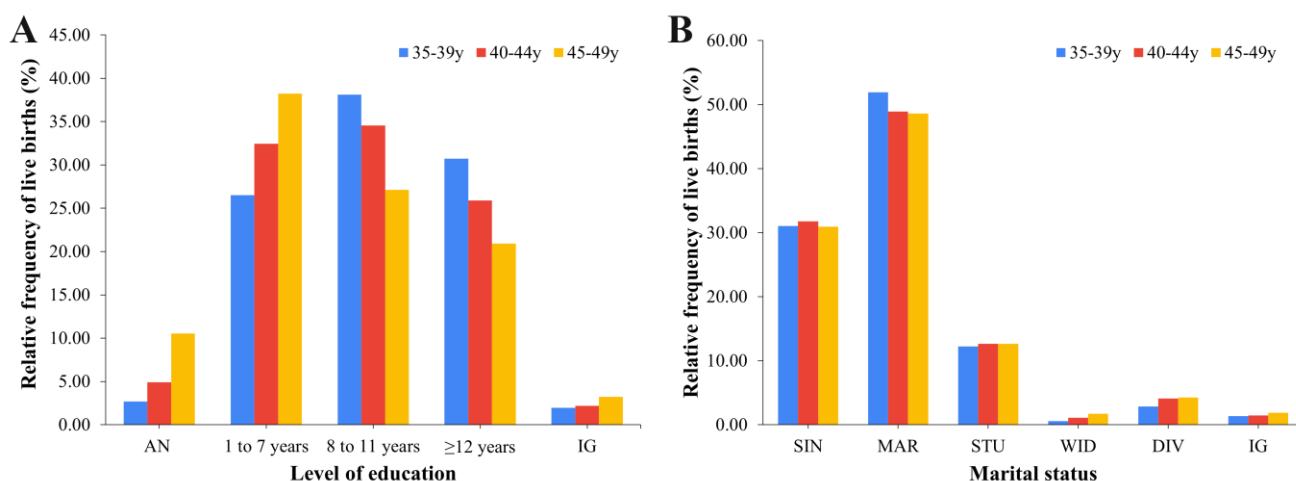 A
Relative frequency of live births (%)
45.00
40.00
35.00
30.00
25.00
20.00
15.00
10.00
5.00
0.00
35-39y 40-44y 45-49y
AN 1 to 7 years 8 to 11 years ≥12 years IG
Level of education
B
Relative frequency of live births (%)
60.00
50.00
40.00
30.00
20.00
10.00
0.00
35-39y 40-44y 45-49y
SIN MAR STU WID DIV IG
Marital status